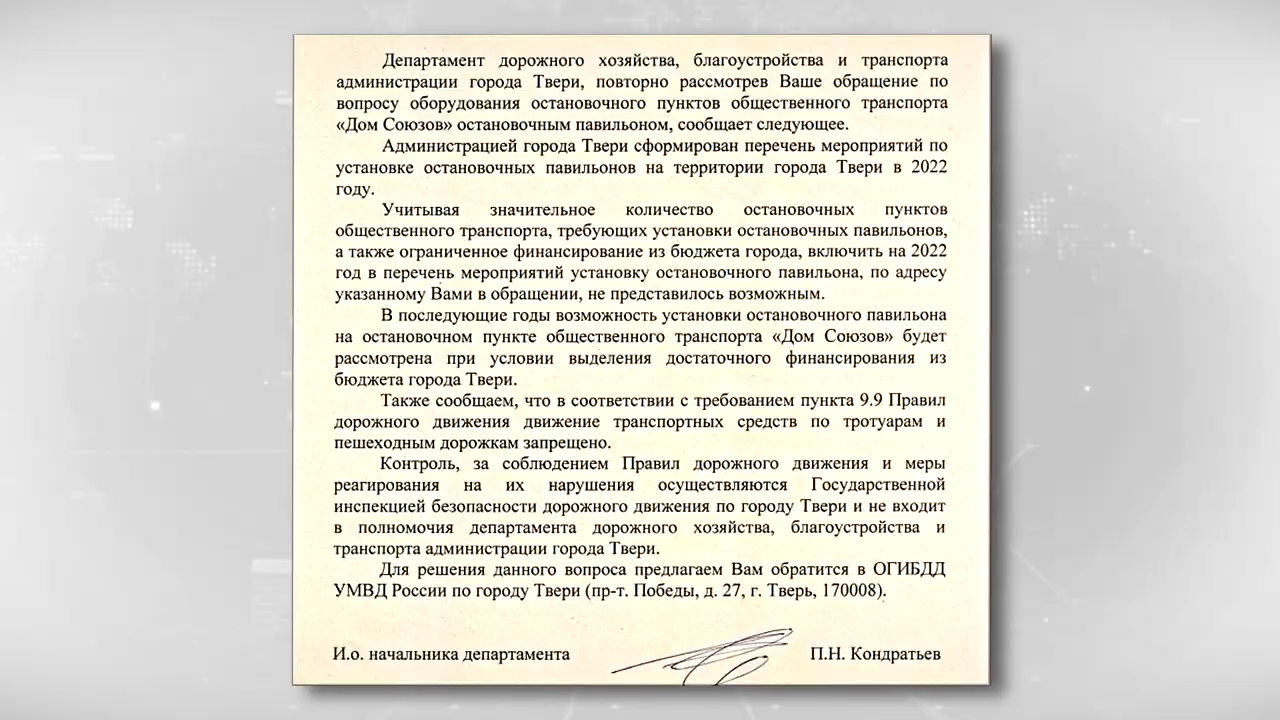 Департамент дорожного хозяйства, благоустройства и транспорта
администрации города Твери, повторно рассмотрев Ваше обращение по
вопросу оборудования остановочного пунктов общественного транспорта
«Дом Союзов» остановочным павильоном, сообщает следующее.
Администрацией города Твери сформирован перечень мероприятий по
установке остановочных павильонов на территории города Твери в 2022
году.
Учитывая значительное количество остановочных пунктов
общественного транспорта, требующих установки остановочных павильонов,
а также ограниченное финансирование из бюджета города, включить на 2022
год в перечень мероприятий установку остановочного павильона, по адресу
указанному Вами в обращении, не представилось возможным.
В последующие годы возможность установки остановочного павильона
на остановочном пункте общественного транспорта «Дом Союзов» будет
рассмотрена при условии выделения достаточного финансирования из
бюджета города Твери.
Также сообщаем, что в соответствии с требованием пункта 9.9 Правил
дорожного движения движение транспортных средств по тротуарам и
пешеходным дорожкам запрещено.
Контроль, за соблюдением Правил дорожного движения и меры
реагирования на их нарушения осуществляются Государственной
инспекцией безопасности дорожного движения по городу Твери и не входит
в полномочия департамента дорожного хозяйства, благоустройства и
транспорта администрации города Твери.
Для решения данного вопроса предлагаем Вам обратится в ОГИБДД
УМВД России по городу Твери (пр-т. Победы, д. 27, г. Тверь, 170008).
И.о. начальника департамента П.Н. Кондратьев